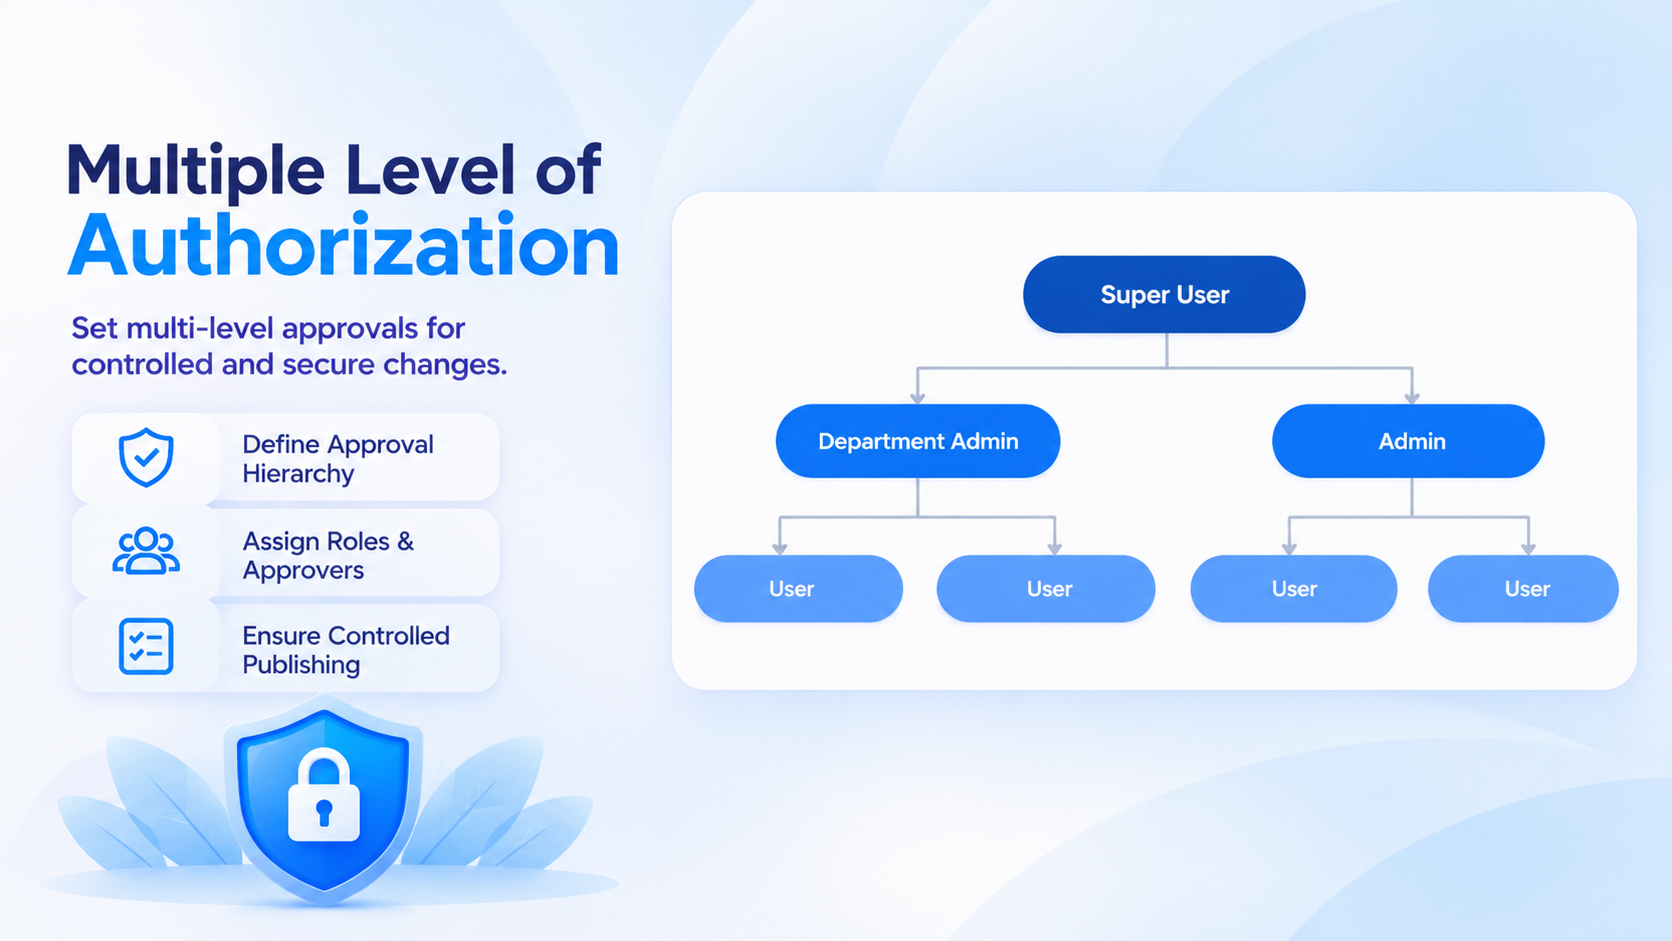 Multiple Level of
Authorization
Set multi-level approvals for
controlled and secure changes.
Define Approval
Hierarchy
Assign Roles &
Approvers
Ensure Controlled
Publishing
Super User
Department Admin
Admin
User
User
User
User